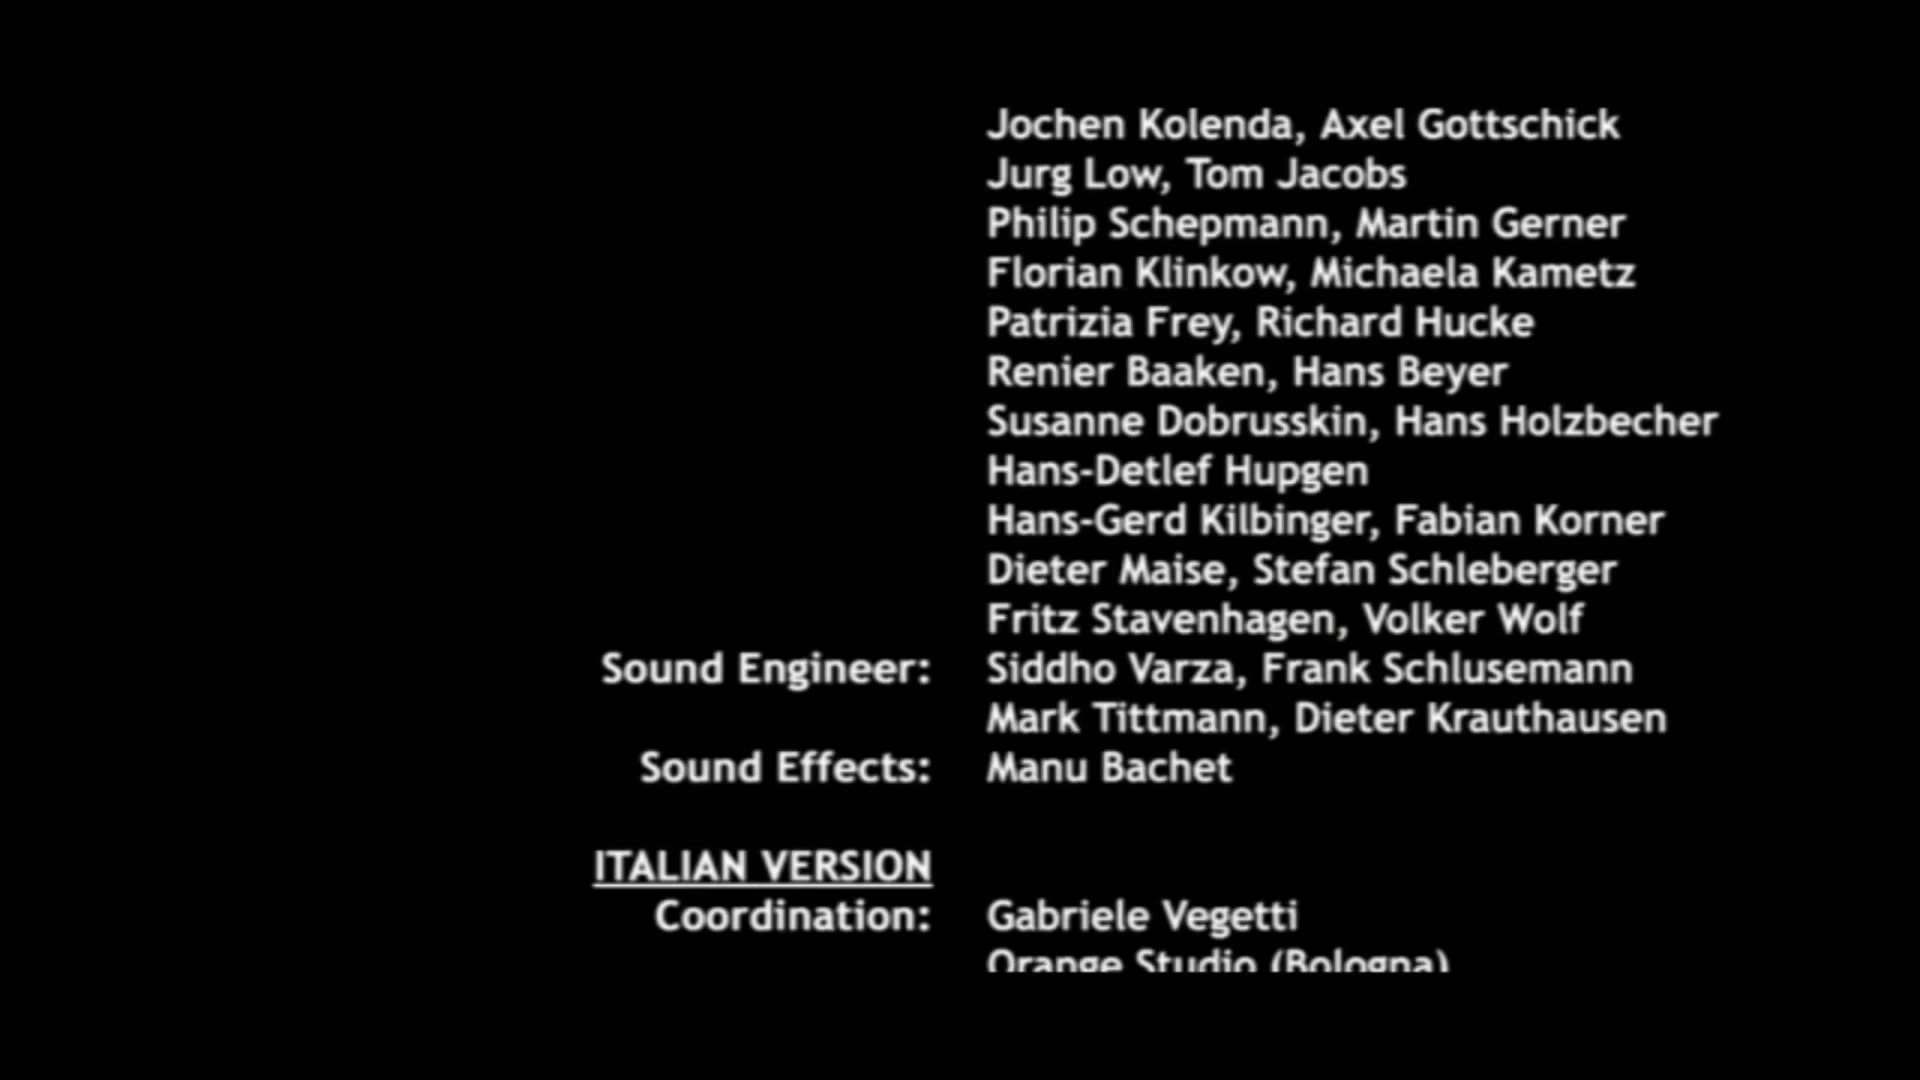 Jochen Kolenda, Axel Gottschick
Jurg Low, Tom Jacobs
Philip Schepmann, Martin Gerner
Florian Klinkow, Michaela Kametz
Patrizia Frey, Richard Hucke
Renier Baaken, Hans Beyer
Susanne Dobrusskin, Hans Holzbecher
Hans-Detlef Hupgen
Hans-Gerd Kilbinger, Fabian Korner
Dieter Maise, Stefan Schleberger
Fritz Stavenhagen, Volker Wolf
Sound Engineer: Siddho Varza, Frank Schlusemann
Mark Tittmann, Dieter Krauthausen
Sound Effects: Manu Bachet
ITALIAN VERSION
Coordination: Gabriele Vegetti
Orange Studio (Bologna)